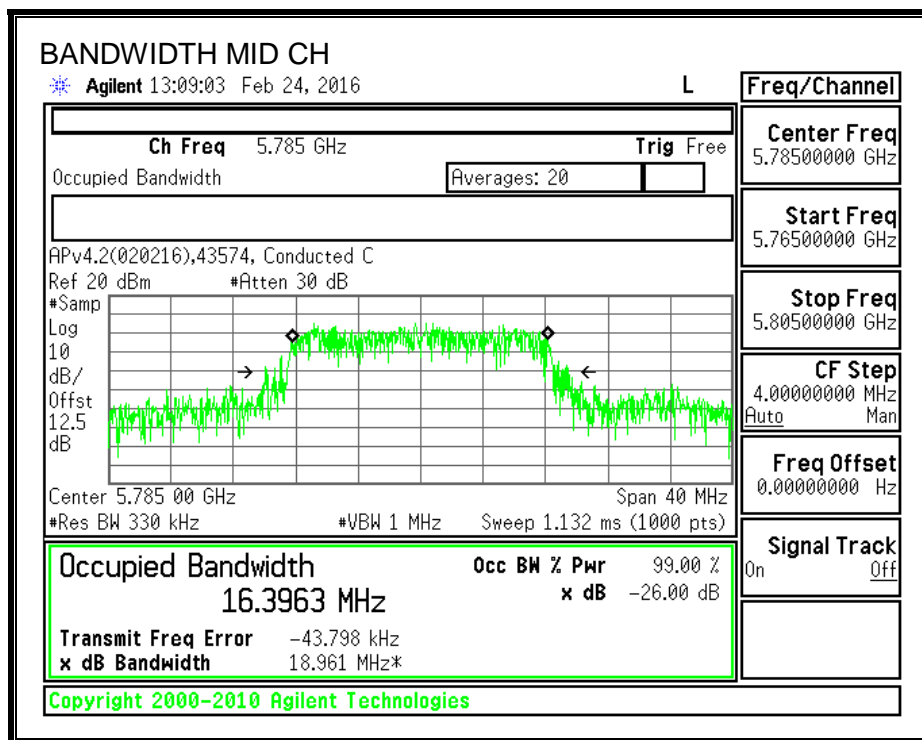 BANDWIDTH MID CH
Agilent 13:09:03 Feb 24, 2016 L
Freq/Channel
Ch Freq 5.785 GHz Trig Free
Occupied Bandwidth Averages: 20
APv4.2(020216),43574, Conducted C
Ref 20 dBm #Atten 30 dB
#Samp
Log
10
dB/
Offst
12.5
dB
Center 5.785 00 GHz Span 40 MHz
#Res BW 330 kHz #VBW 1 MHz Sweep 1.132 ms (1000 pts)
Occupied Bandwidth
16.3963 MHz
Occ BW % Pwr 99.00 %
x dB -26.00 dB
Transmit Freq Error -43.798 kHz
x dB Bandwidth 18.961 MHz*
Copyright 2000-2010 Agilent Technologies
Center Freq
5.78500000 GHz
Start Freq
5.76500000 GHz
Stop Freq
5.80500000 GHz
CF Step
4.00000000 MHz
Auto Man
Freq Offset
0.00000000 Hz
Signal Track
On Off